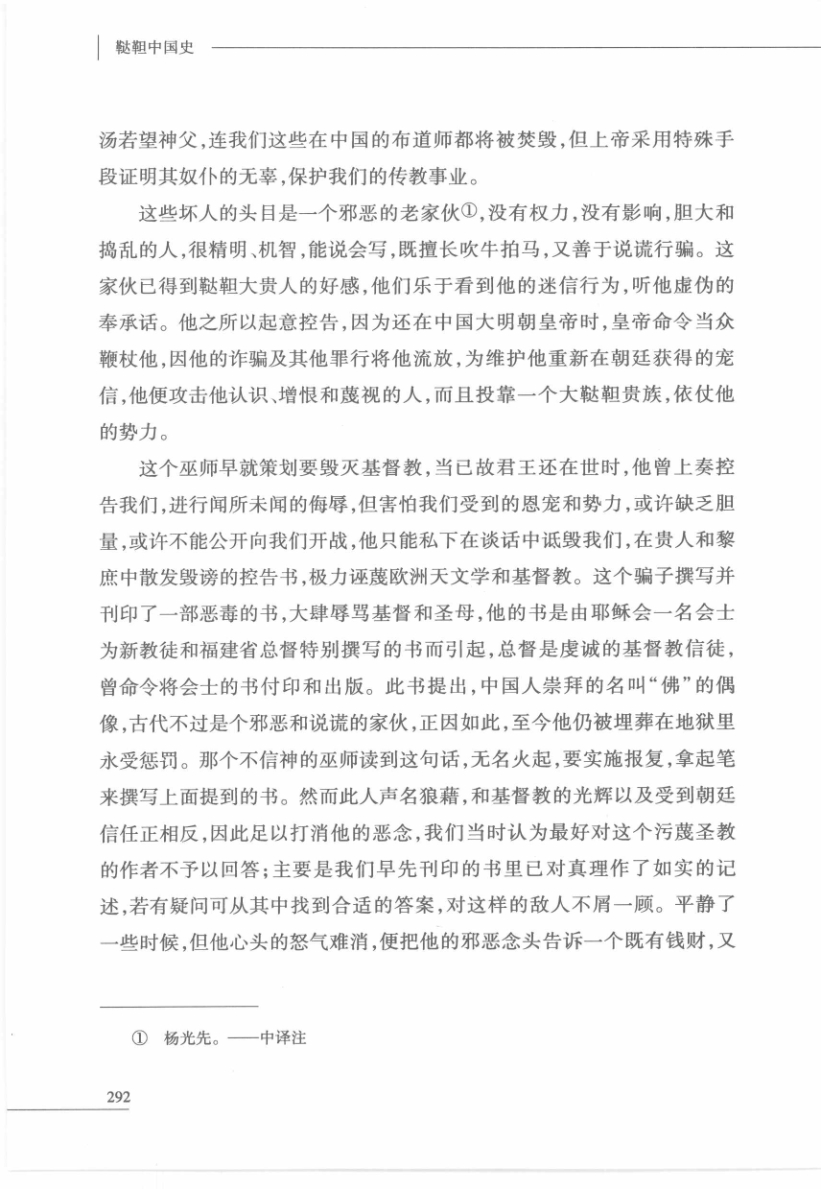 鞑靼中国史
汤若望神父,连我们这些在中国的布道师都将被焚毁,但上帝采用特殊手
段证明其奴仆的无辜,保护我们的传教事业。
这些坏人的头目是一个邪恶的老家伙①,没有权力,没有影响,胆大和
捣乱的人,很精明、机智,能说会写,既擅长吹牛拍马,又善于说谎行骗。这
家伙已得到鞑靼大贵人的好感,他们乐于看到他的迷信行为,听他虚伪的
奉承话。他之所以起意控告,因为还在中国大明朝皇帝时,皇帝命令当众
鞭杖他,因他的诈骗及其他罪行将他流放,为维护他重新在朝廷获得的宠
信,他便攻击他认识、增恨和蔑视的人,而且投靠一个大鞑靼贵族,依仗他
的势力。
这个巫师早就策划要毁灭基督教,当已故君王还在世时,他曾上奏控
告我们,进行闻所未闻的侮辱,但害怕我们受到的恩宠和势力,或许缺乏胆
量,或许不能公开向我们开战,他只能私下在谈话中诋毁我们,在贵人和黎
庶中散发毁谤的控告书,极力诬蔑欧洲天文学和基督教。这个骗子撰写并
刊印了一部恶毒的书,大肆辱骂基督和圣母,他的书是由耶稣会一名会士
为新教徒和福建省总督特别撰写的书而引起,总督是虔诚的基督教信徒,
曾命令将会士的书付印和出版。此书提出,中国人崇拜的名叫“佛”的偶
像,古代不过是个邪恶和说谎的家伙,正因如此,至今他仍被埋葬在地狱里
永受惩罚。那个不信神的巫师读到这句话,无名火起,要实施报复,拿起笔
来撰写上面提到的书。然而此人声名狼藉,和基督教的光辉以及受到朝廷
信任正相反,因此足以打消他的恶念,我们当时认为最好对这个污蔑圣教
的作者不予以回答;主要是我们早先刊印的书里已对真理作了如实的记
述,若有疑问可从其中找到合适的答案,对这样的敌人不屑一顾。平静了
一些时候,但他心头的怒气难消,便把他的邪恶念头告诉一个既有钱财,又
① 杨光先。——中译注
292